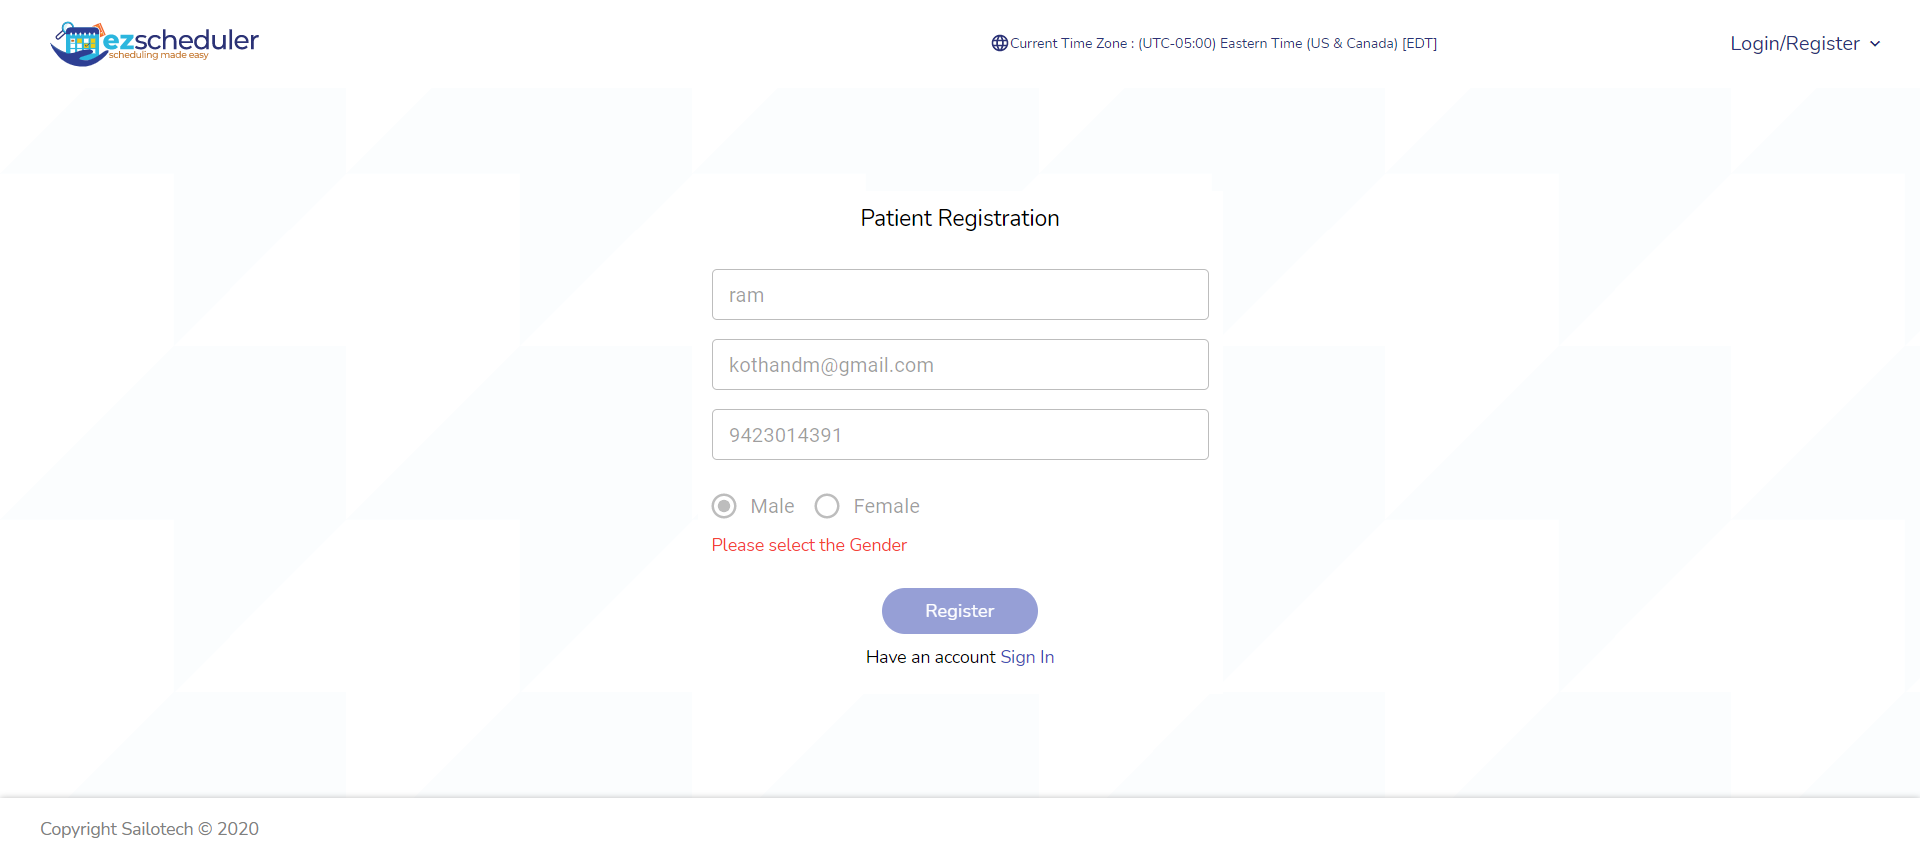 ezscheduler
scheduling made easy
Current Time Zone : (UTC-05:00) Eastern Time (US & Canada) [EDT]
Login/Register
Patient Registration
ram
kothandm@gmail.com
9423014391
Male Female
Please select the Gender
Register
Have an account Sign In
Copyright Sailotech © 2020